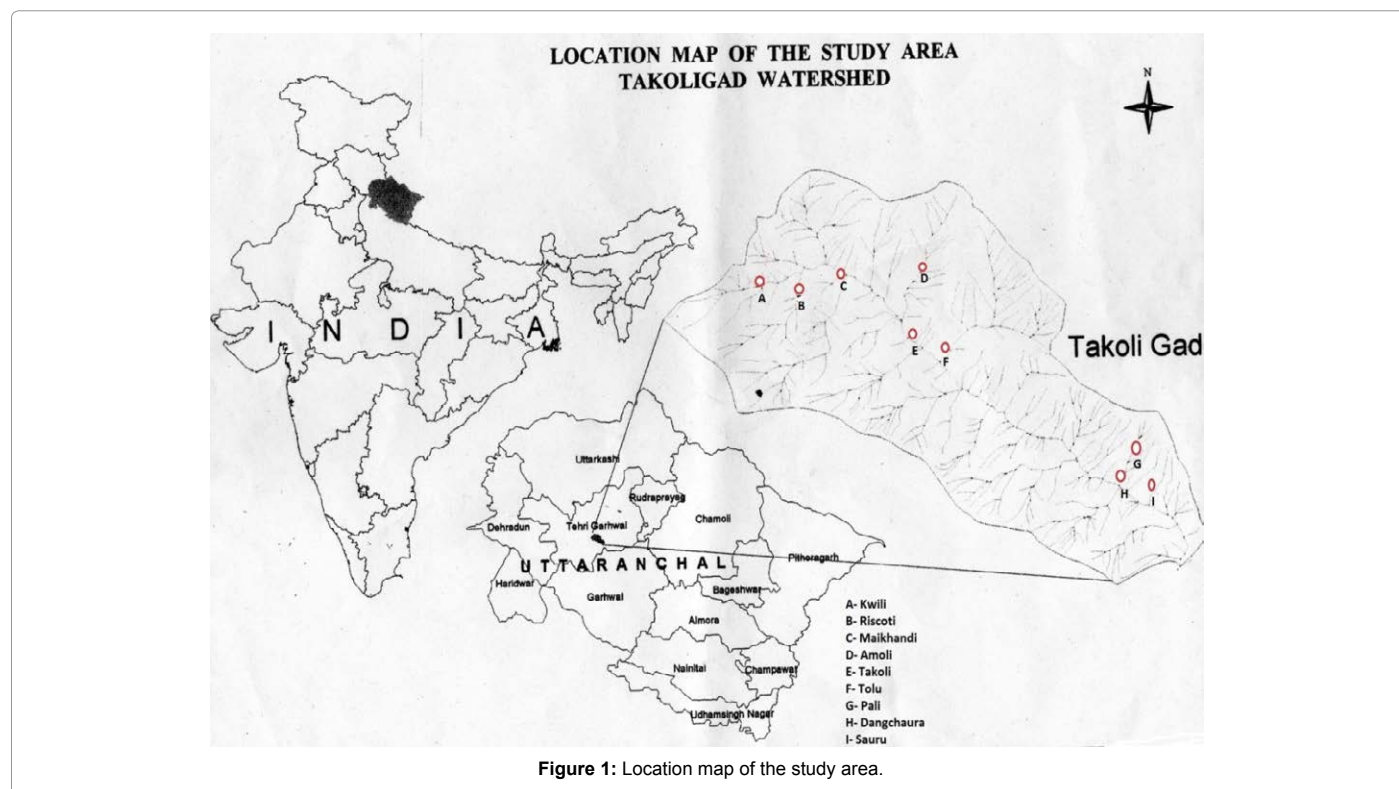 LOCATION MAP OF THE STUDY AREA
TAKOLIGAD WATERSHED
N
INDIA
A
B
C
D
E
F
G
H
I
Takoli Gad
Uttarkashi
Rudraprayag
Chamoli
Dehradun
Tehri Garhwal
Pithoragarh
UTTARANCHAL
Haridwar
Garhwal
Bageshwar
Almora
Nainital
Champawat
Udhamsingh Nagar
A- Kwili
B- Riscoti
C- Maikhandi
D- Amoli
E- Takoli
F- Tolu
G- Pali
H- Dangchaura
I- Sauru
Figure 1: Location map of the study area.